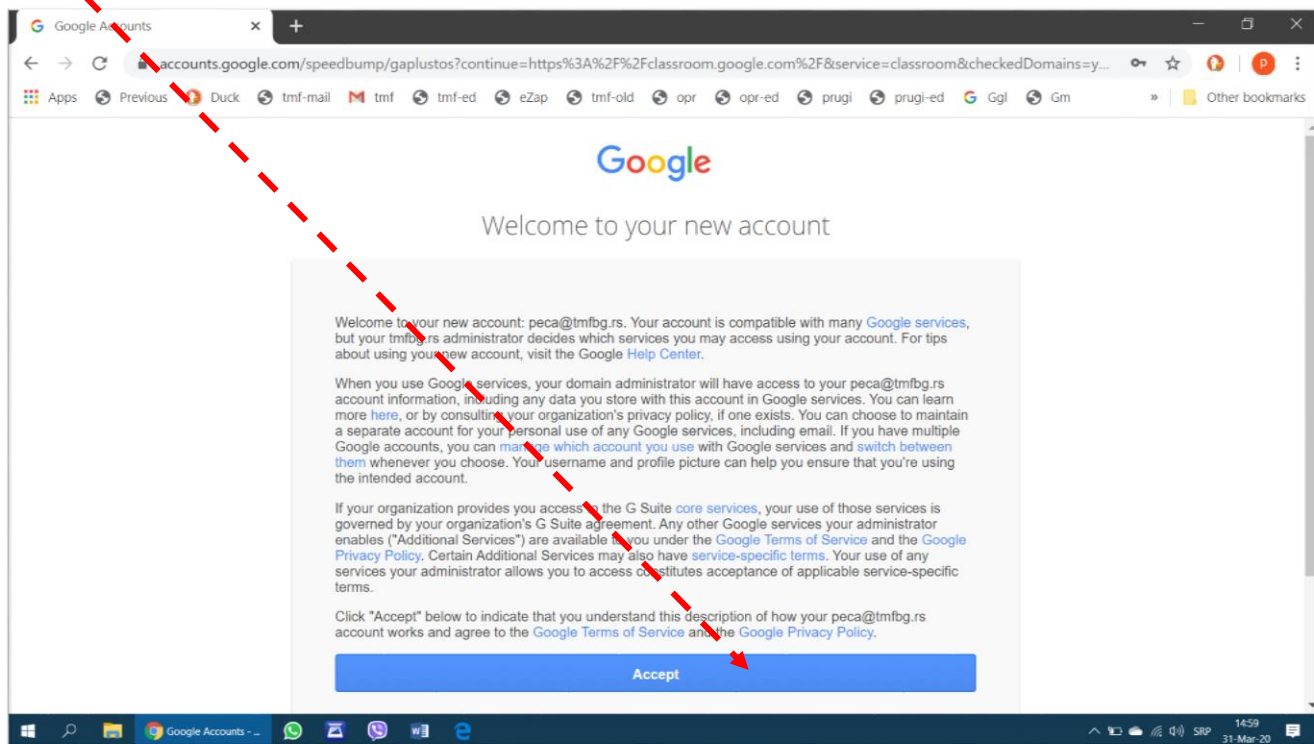 Google Accounts
accounts.google.com/speedbump/gaplustos?continue=https%3A%2F%2Fclassroom.google.com%2F&service=classroom&checkedDomains=y...
P
Apps Previous Duck tmf-mail tmf tmf-ed eZap tmf-old opr opr-ed prugi prugi-ed Ggl Gm » Other bookmarks
Google
Welcome to your new account
Welcome to your new account: peca@tmfbg.rs. Your account is compatible with many Google services,
but your tmfbg.rs administrator decides which services you may access using your account. For tips
about using your new account, visit the Google Help Center.
When you use Google services, your domain administrator will have access to your peca@tmfbg.rs
account information, including any data you store with this account in Google services. You can learn
more here, or by consulting your organization's privacy policy, if one exists. You can choose to maintain
a separate account for your personal use of any Google services, including email. If you have multiple
Google accounts, you can manage which account you use with Google services and switch between
them whenever you choose. Your username and profile picture can help you ensure that you're using
the intended account.
If your organization provides you access to the G Suite core services, your use of those services is
governed by your organization's G Suite agreement. Any other Google services your administrator
enables ("Additional Services") are available to you under the Google Terms of Service and the Google
Privacy Policy. Certain Additional Services may also have service-specific terms. Your use of any
services your administrator allows you to access constitutes acceptance of applicable service-specific
terms.
Click "Accept" below to indicate that you understand this description of how your peca@tmfbg.rs
account works and agree to the Google Terms of Service and the Google Privacy Policy.
Accept
Google Accounts - ...
SRP
14:59
31-Mar-20